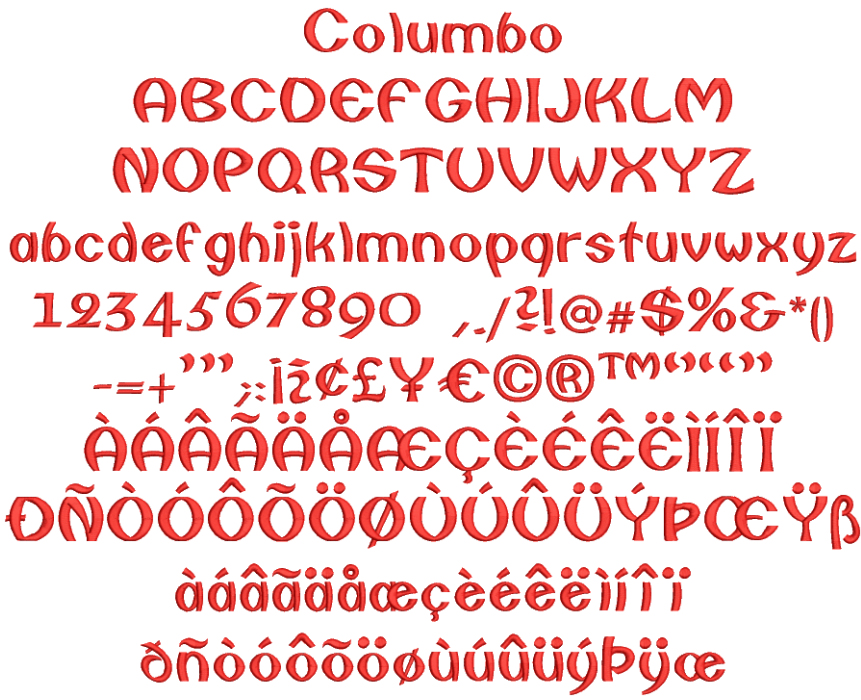 Columbo
ABCDEFGHIJKLM
NOPQRSTUVWXYZ
abcdefghijklmnopqrstuvwxyz
1234567890 ,.-/?!@#$%&*()
-=+’’’;:¡¿¢£¥€©®™‘’“”
ÀÁÂÃÄÅÆÇÈÉÊËÌÍÎÏ
ÐÑÒÓÔÕÖØÙÚÛÜÝÞŒŸß
àáâãäåæçèéêëìíîï
ðñòóôõöøùúûüýÞÿœ